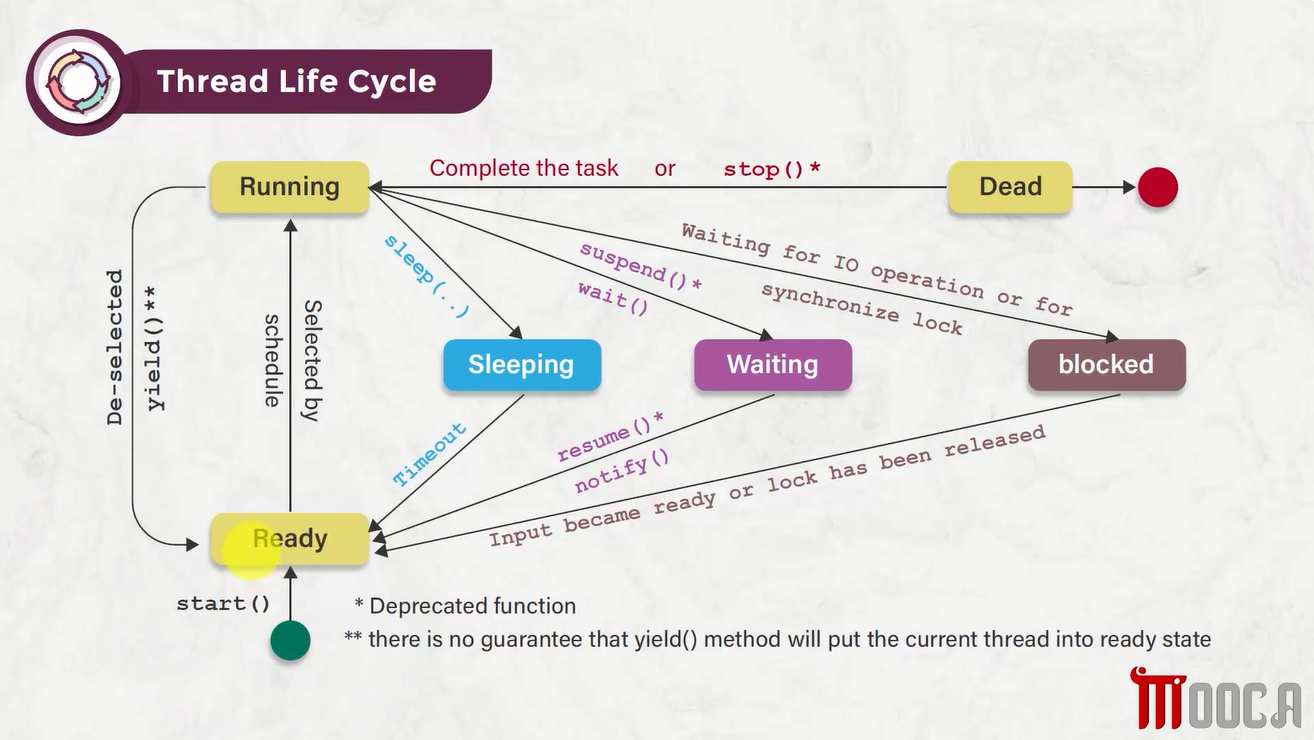 Thread Life Cycle
Running
Complete the task or stop()*
Dead
sleep(..)
suspend()*
wait()
Waiting for IO operation or for
synchronize lock
De-selected
yield()**
Selected by
schedule
Sleeping
Waiting
blocked
Timeout
resume()*
notify()
Input became ready or lock has been released
Ready
start()
* Deprecated function
** there is no guarantee that yield() method will put the current thread into ready state
MOOCA